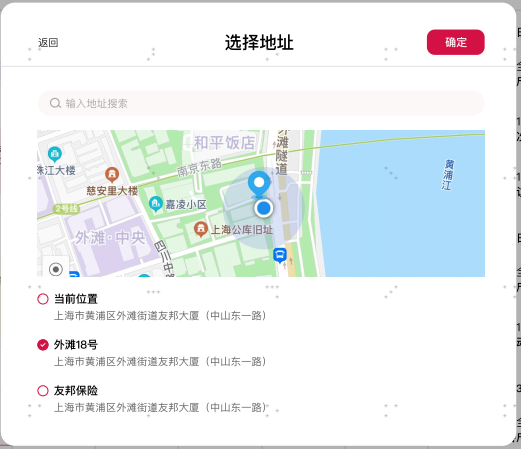 返回
选择地址
确定
输入地址搜索
和平饭店
外滩隧道
珠江大楼
南京东路
黄浦江
慈安里大楼
嘉凌小区
2号线
外滩·中央
上海公库旧址
四川中
当前位置
上海市黄浦区外滩街道友邦大厦（中山东一路）
外滩18号
上海市黄浦区外滩街道友邦大厦（中山东一路）
友邦保险
上海市黄浦区外滩街道友邦大厦（中山东一路）